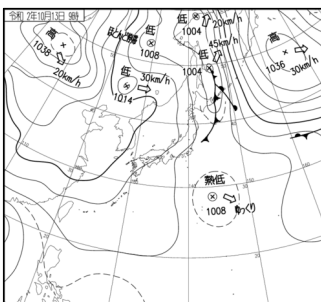 令和 2年10月13日 9時
高
1038
20km/h
低
1008
低
30km/h
1014
低
20km/h
1004
45km/h
低
1004
高
1036
30km/h
熱低
1008
ゆっくり